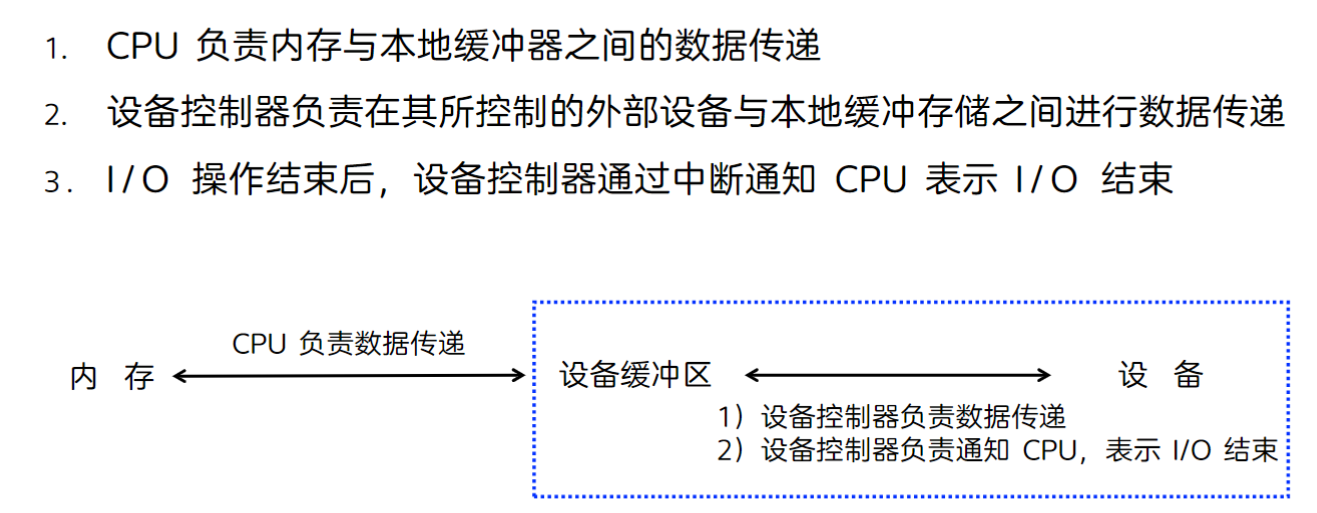 1. CPU 负责内存与本地缓冲器之间的数据传递
2. 设备控制器负责在其所控制的外部设备与本地缓冲存储之间进行数据传递
3. I/O 操作结束后，设备控制器通过中断通知 CPU 表示 I/O 结束
CPU 负责数据传递
内 存
设备缓冲区
设 备
1）设备控制器负责数据传递
2）设备控制器负责通知 CPU，表示 I/O 结束